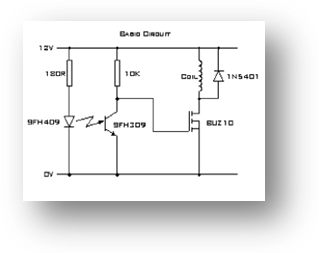 Basic Circuit
12V
180R
10K
Coil
1N5401
SFH409
SFH309
BUZ10
0V